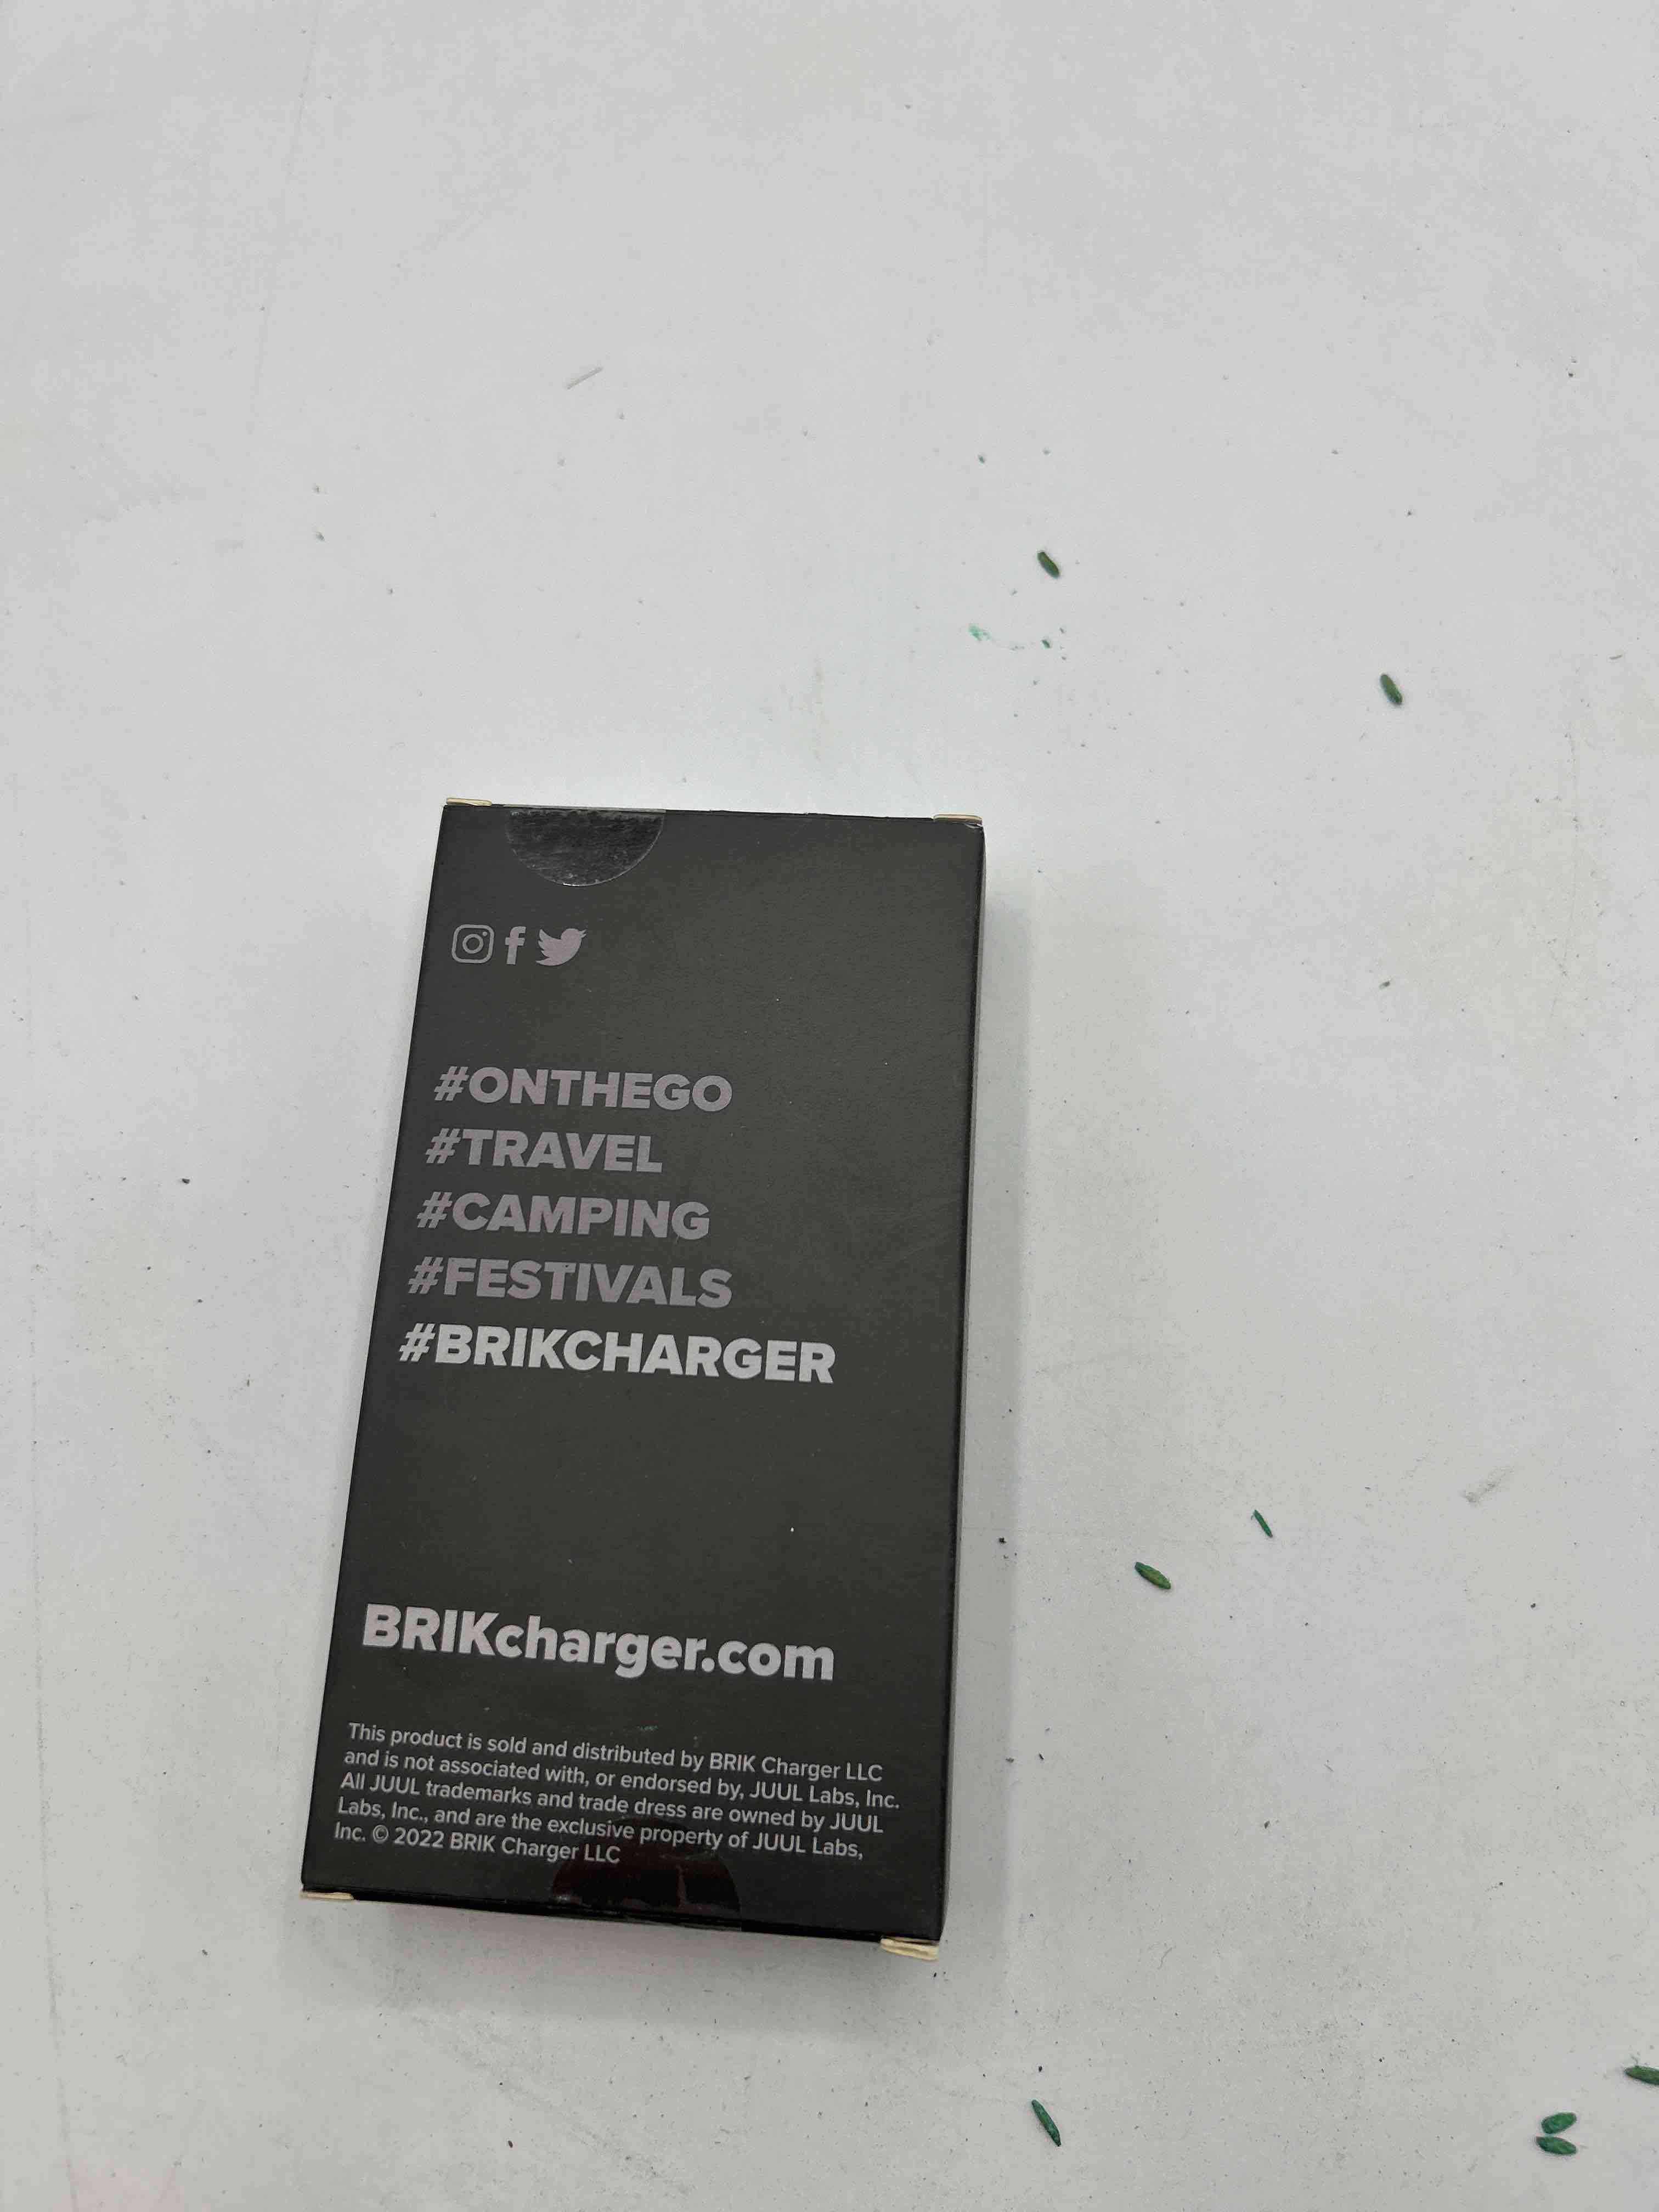 #ONTHEGO
#TRAVEL
#CAMPING
#FESTIVALS
#BRIKCHARGER
BRIKcharger.com
This product is sold and distributed by BRIK Charger LLC
and is not associated with, or endorsed by, JUUL Labs, Inc.
All JUUL trademarks and trade dress are owned by JUUL
Labs, Inc., and are the exclusive property of JUUL Labs,
Inc. © 2022 BRIK Charger LLC